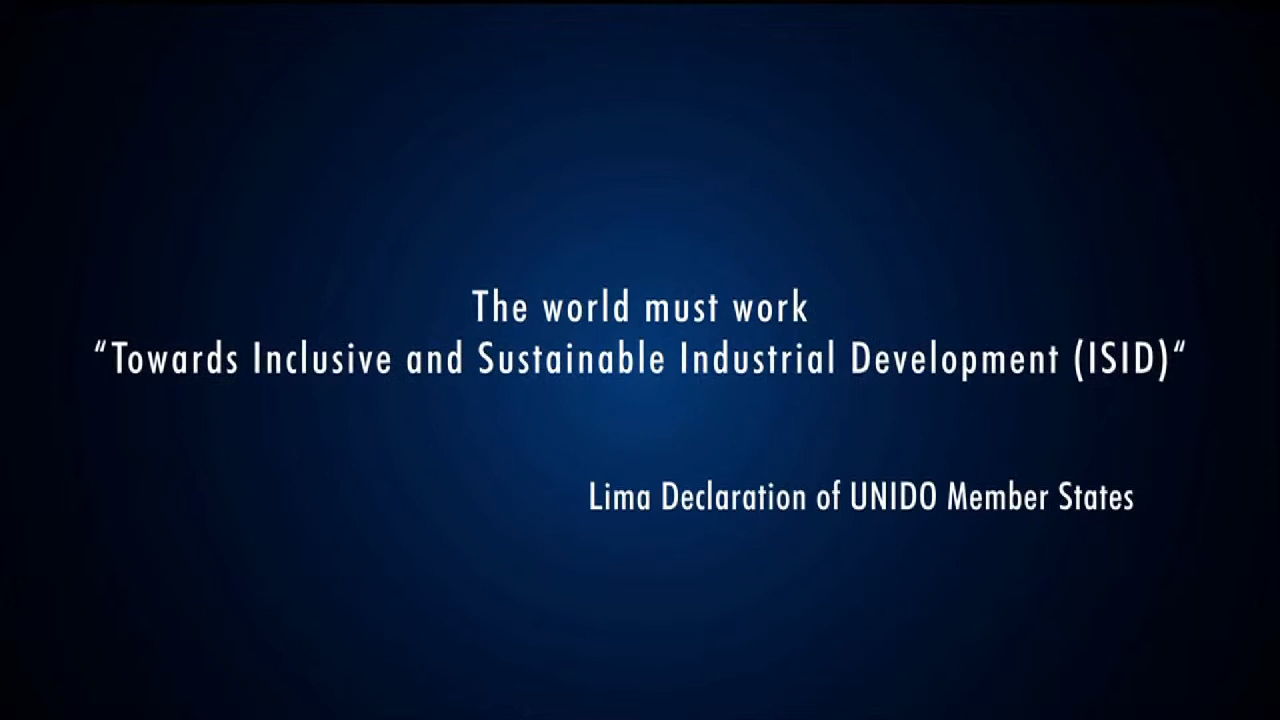 The world must work
“Towards Inclusive and Sustainable Industrial Development (ISID)“
Lima Declaration of UNIDO Member States